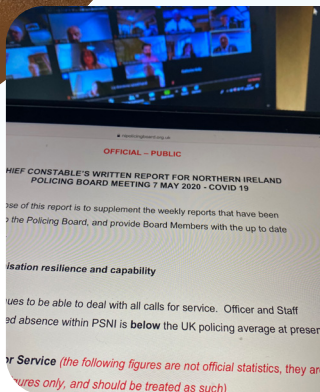 nipolicingboard.org.uk
OFFICIAL – PUBLIC
HIEF CONSTABLE'S WRITTEN REPORT FOR NORTHERN IRELAND
POLICING BOARD MEETING 7 MAY 2020 - COVID 19
ose of this report is to supplement the weekly reports that have been
o the Policing Board, and provide Board Members with the up to date
isation resilience and capability
ues to be able to deal with all calls for service. Officer and Staff
ed absence within PSNI is below the UK policing average at presen
or Service (the following figures are not official statistics, they are
gures only, and should be treated as such)